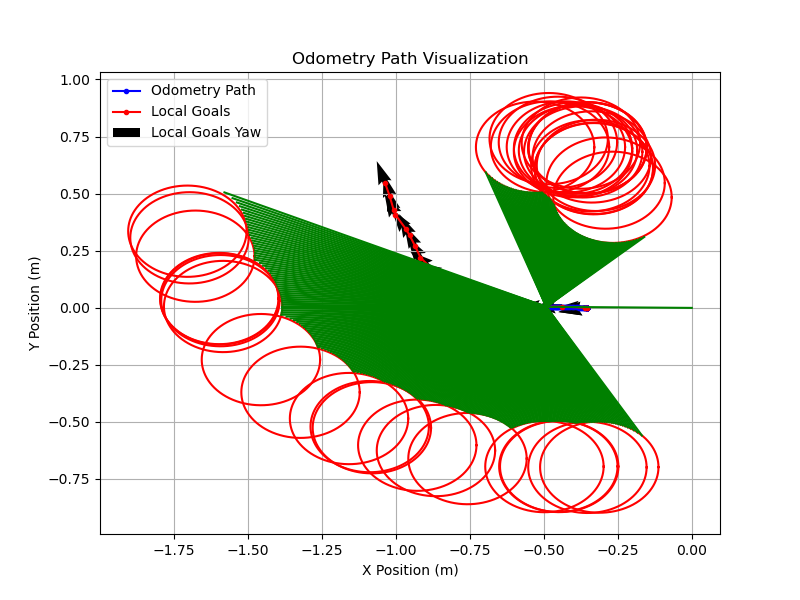 Odometry Path Visualization
Odometry Path
Local Goals
Local Goals Yaw
Y Position (m)
1.00
0.75
0.50
0.25
0.00
−0.25
−0.50
−0.75
−1.75
−1.50
−1.25
−1.00
−0.75
−0.50
−0.25
0.00
X Position (m)